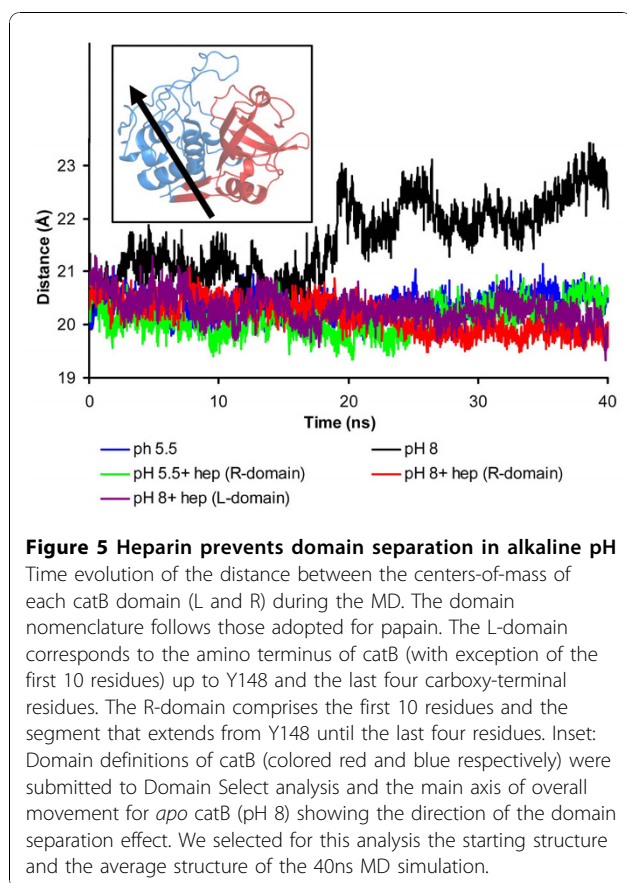 23
22
21
20
19
Distance (Å)
0
10
20
30
40
Time (ns)
ph 5.5
pH 8
pH 5.5+ hep (R-domain)
pH 8+ hep (R-domain)
pH 8+ hep (L-domain)
Figure 5 Heparin prevents domain separation in alkaline pH
Time evolution of the distance between the centers-of-mass of
each catB domain (L and R) during the MD. The domain
nomenclature follows those adopted for papain. The L-domain
corresponds to the amino terminus of catB (with exception of the
first 10 residues) up to Y148 and the last four carboxy-terminal
residues. The R-domain comprises the first 10 residues and the
segment that extends from Y148 until the last four residues. Inset:
Domain definitions of catB (colored red and blue respectively) were
submitted to Domain Select analysis and the main axis of overall
movement for apo catB (pH 8) showing the direction of the domain
separation effect. We selected for this analysis the starting structure
and the average structure of the 40ns MD simulation.